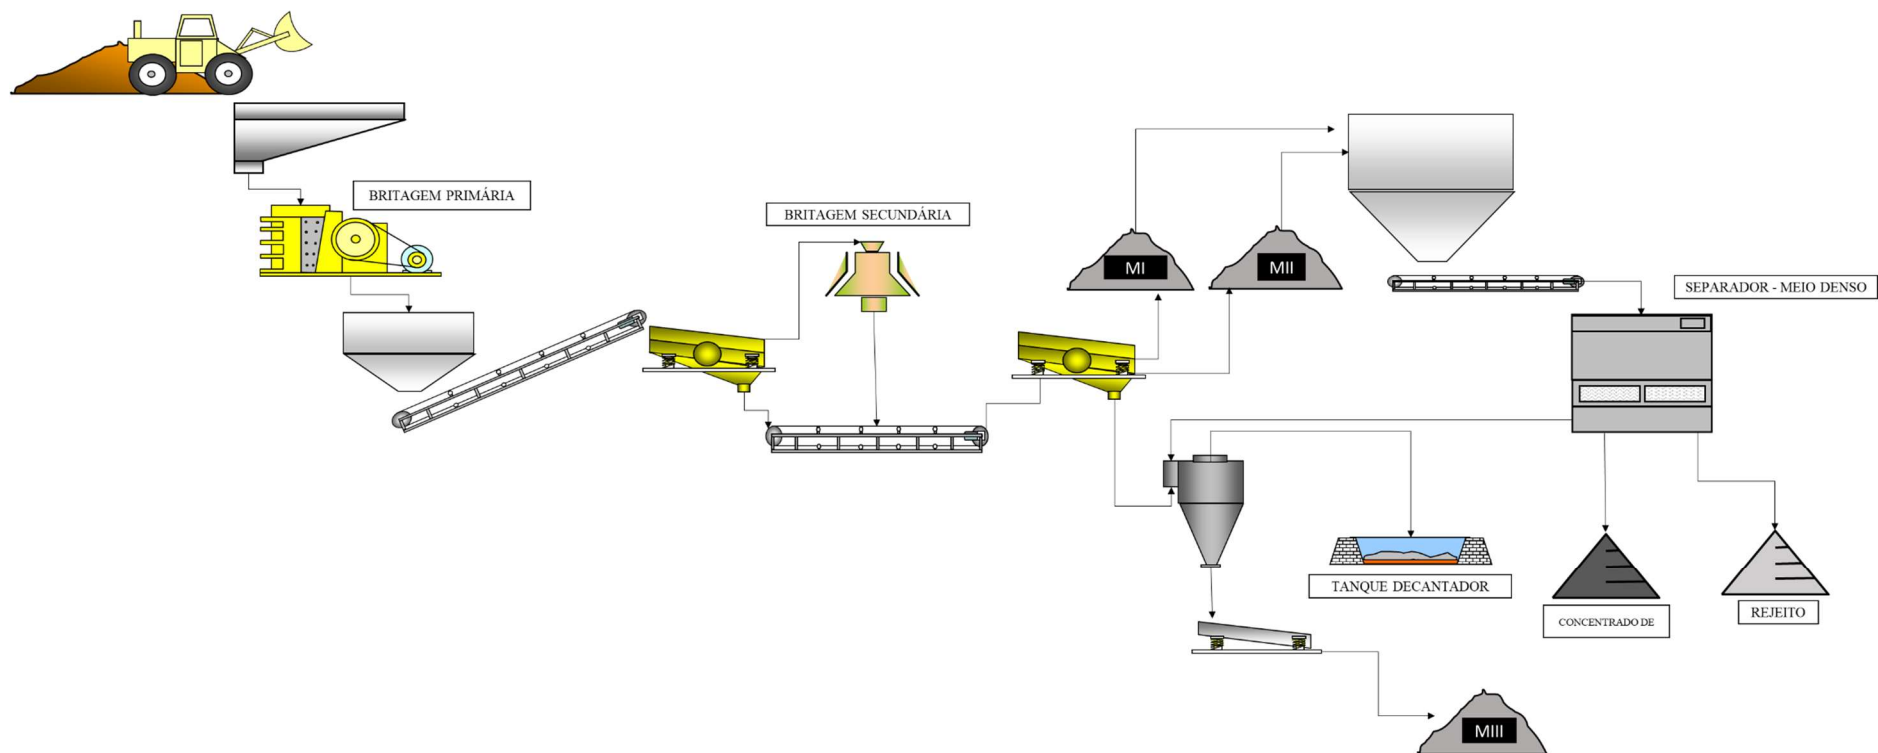 BRITAGEM PRIMÁRIA
BRITAGEM SECUNDÁRIA
MI
MII
SEPARADOR - MEIO DENSO
TANQUE DECANTADOR
CONCENTRADO DE
REJEITO
MIII